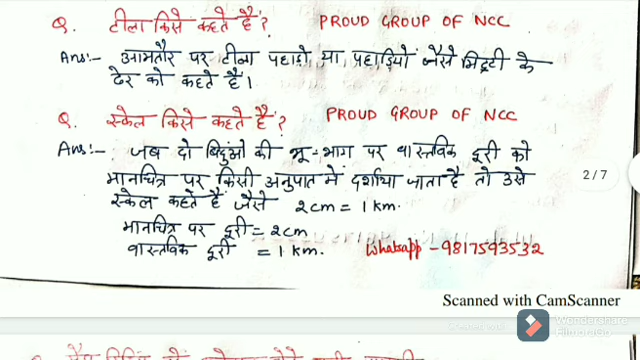 Q. टीला किसे कहते है? PROUD GROUP OF NCC
Ans:- आमतौर पर टीला पहाड़ो या पहाड़ियों जैसे मिट्टी के
ढेर को कहते हैं।
Q. स्केल किसे कहते है? PROUD GROUP OF NCC
Ans:- जब दो बिंदुओं की भू-भाग पर वास्तविक दूरी को
मानचित्र पर किसी अनुपात में दर्शाया जाता है तो उसे
स्केल कहते हैं जैसे 2cm = 1 km.
मानचित्र पर दूरी = 2cm
वास्तविक दूरी = 1 km. Whatsapp - 9817593532
2/7
Scanned with CamScanner
Wondershare
FilmoraGo